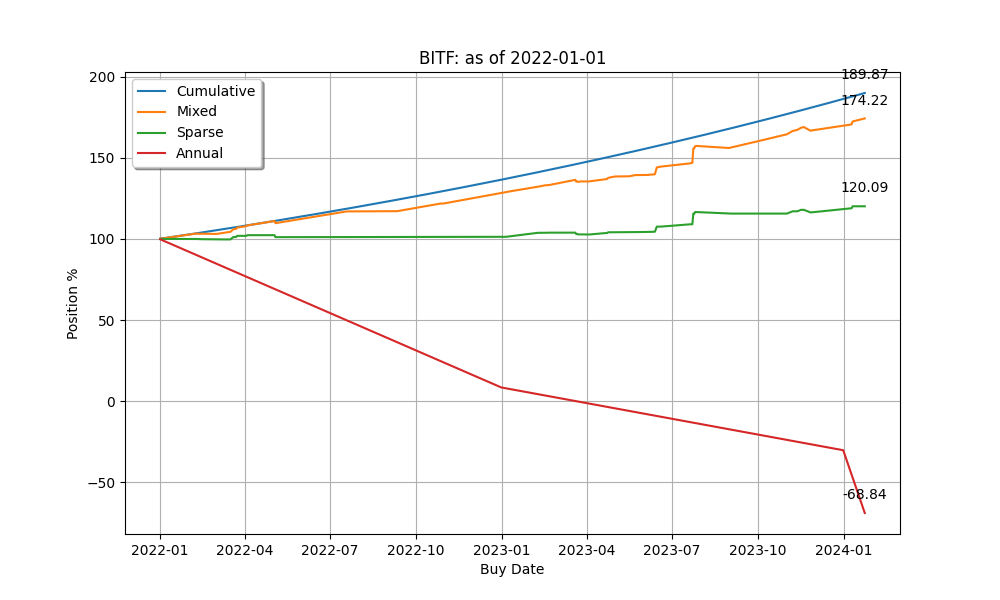 BITF: as of 2022-01-01
189.87
174.22
120.09
-68.84
Cumulative
Mixed
Sparse
Annual
200
150
100
50
0
−50
Position %
2022-01 2022-04 2022-07 2022-10 2023-01 2023-04 2023-07 2023-10 2024-01
Buy Date